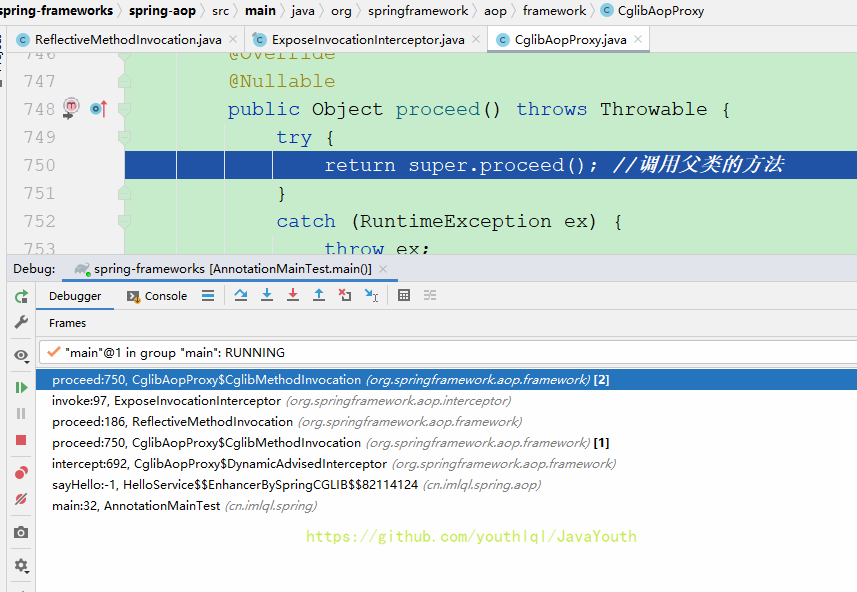 spring-frameworks › spring-aop › src › main › java › org › springframework › aop › framework › CglibAopProxy
ReflectiveMethodInvocation.java × ExposeInvocationInterceptor.java × CglibAopProxy.java ×
746 @Override
747 @Nullable
748 public Object proceed() throws Throwable {
749 try {
750 return super.proceed(); //调用父类的方法
751 }
752 catch (RuntimeException ex) {
753 throw ex;
Debug: spring-frameworks [AnnotationMainTest.main()] ×
Debugger Console
Frames
"main"@1 in group "main": RUNNING
proceed:750, CglibAopProxy$CglibMethodInvocation (org.springframework.aop.framework) [2]
invoke:97, ExposeInvocationInterceptor (org.springframework.aop.interceptor)
proceed:186, ReflectiveMethodInvocation (org.springframework.aop.framework)
proceed:750, CglibAopProxy$CglibMethodInvocation (org.springframework.aop.framework) [1]
intercept:692, CglibAopProxy$DynamicAdvisedInterceptor (org.springframework.aop.framework)
sayHello:-1, HelloService$$EnhancerBySpringCGLIB$$82114124 (cn.imlql.spring.aop)
main:32, AnnotationMainTest (cn.imlql.spring)
https://github.com/youthlql/JavaYouth